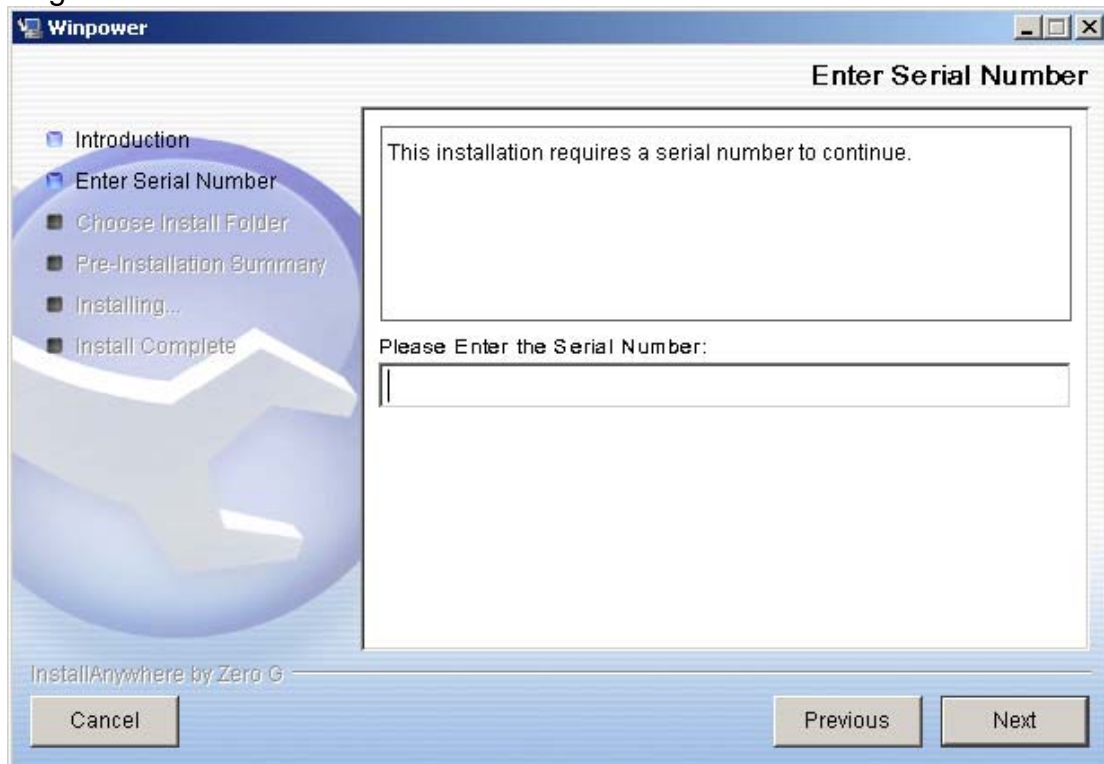 Winpower
Enter Serial Number
Introduction
Enter Serial Number
Choose Install Folder
Pre-Installation Summary
Installing...
Install Complete
This installation requires a serial number to continue.
Please Enter the Serial Number:
InstallAnywhere by Zero G
Cancel
Previous
Next